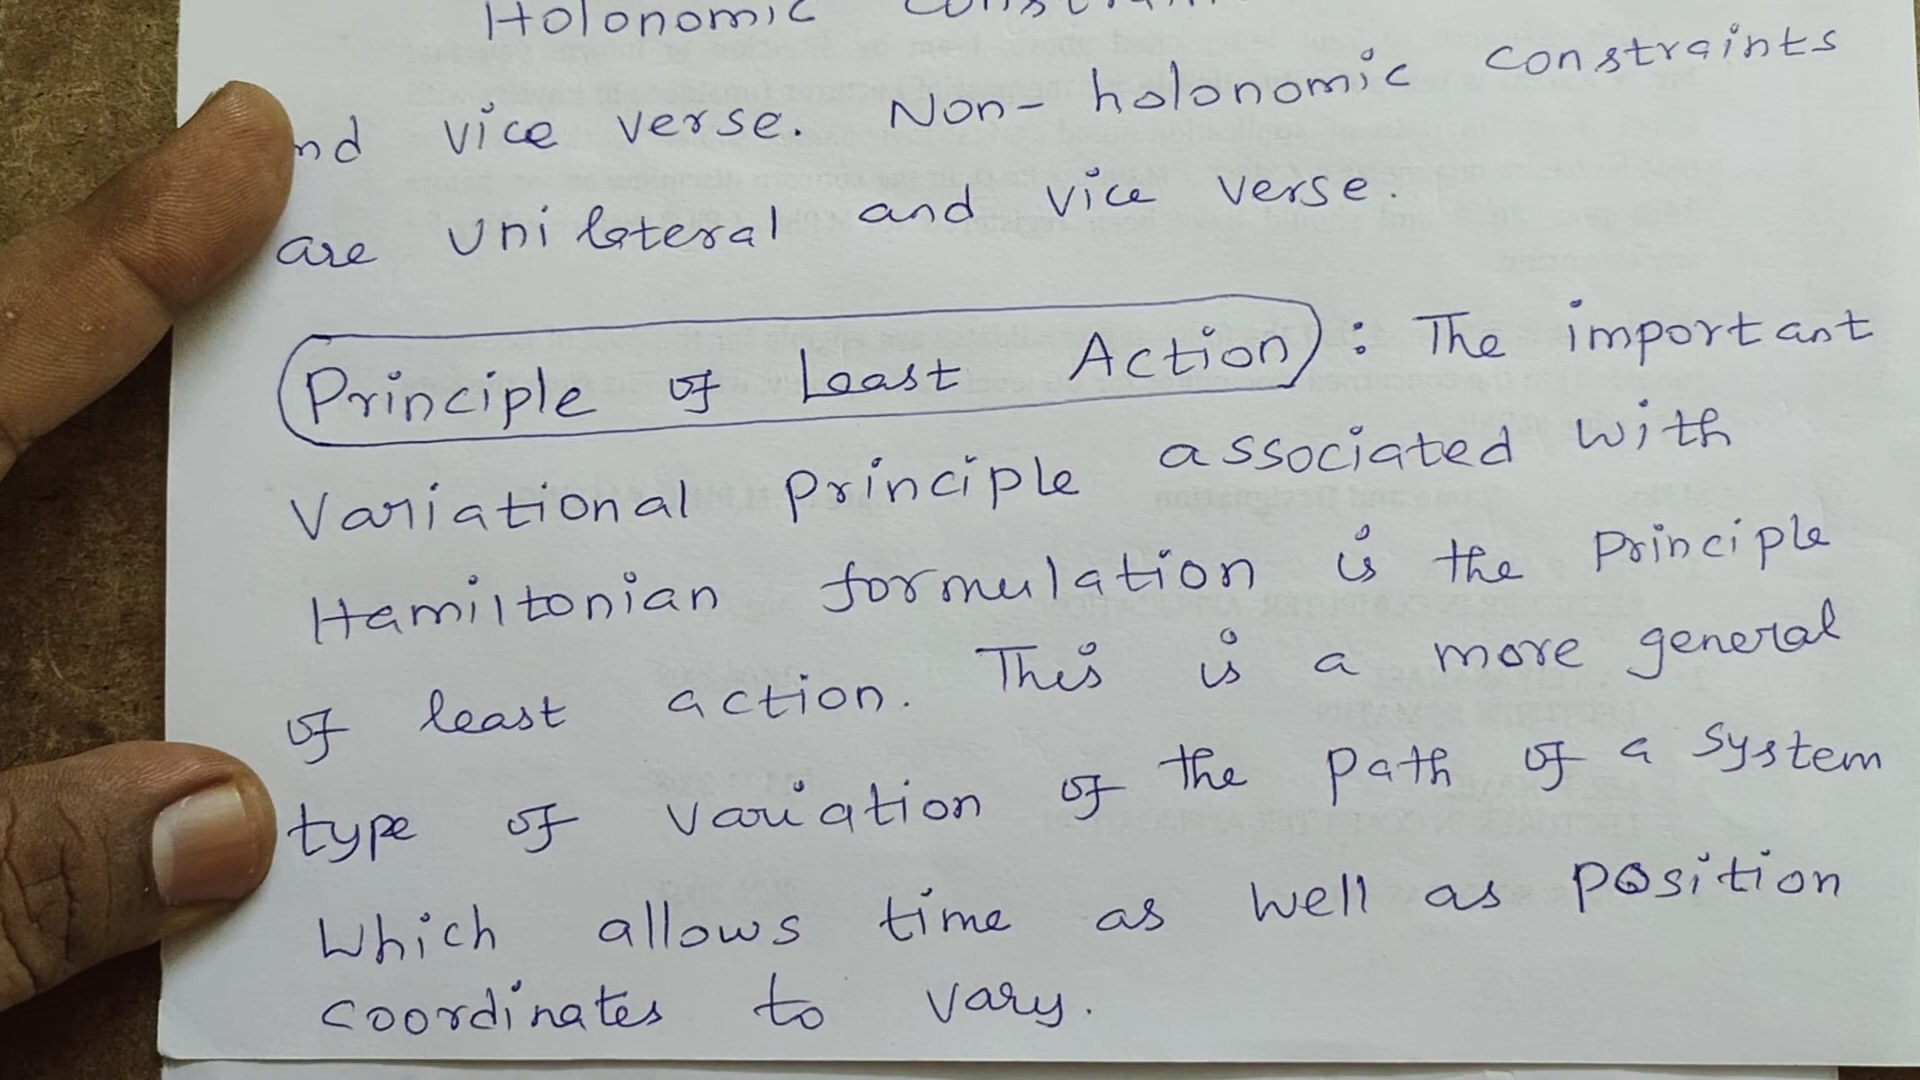 Holonomic
nd vice verse. Non-holonomic constraints
are unilateral and vice verse.
Principle of Least Action : The important
Variational principle associated with
Hamiltonian formulation is the principle
of least action. This is a more general
type of variation of the path of a system
which allows time as well as position
coordinates to vary.